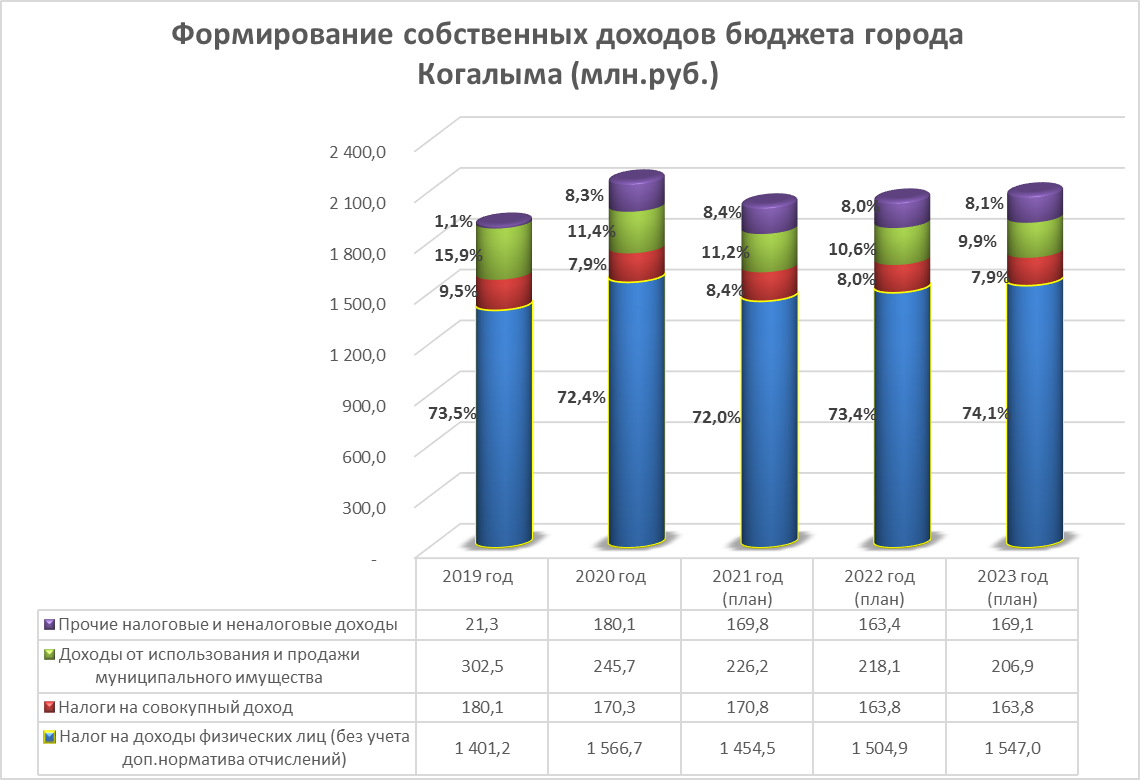 Формирование собственных доходов бюджета города
Когалыма (млн.руб.)
2 400,0
2 100,0
1 800,0
1 500,0
1 200,0
900,0
600,0
300,0
-
1,1%
15,9%
9,5%
73,5%
8,3%
11,4%
7,9%
72,4%
8,4%
11,2%
8,4%
72,0%
8,0%
10,6%
8,0%
73,4%
8,1%
9,9%
7,9%
74,1%
2019 год 2020 год 2021 год 2022 год 2023 год
(план) (план) (план)
Прочие налоговые и неналоговые доходы 21,3 180,1 169,8 163,4 169,1
Доходы от использования и продажи
муниципального имущества 302,5 245,7 226,2 218,1 206,9
Налоги на совокупный доход 180,1 170,3 170,8 163,8 163,8
Налог на доходы физических лиц (без учета
доп.норматива отчислений) 1 401,2 1 566,7 1 454,5 1 504,9 1 547,0